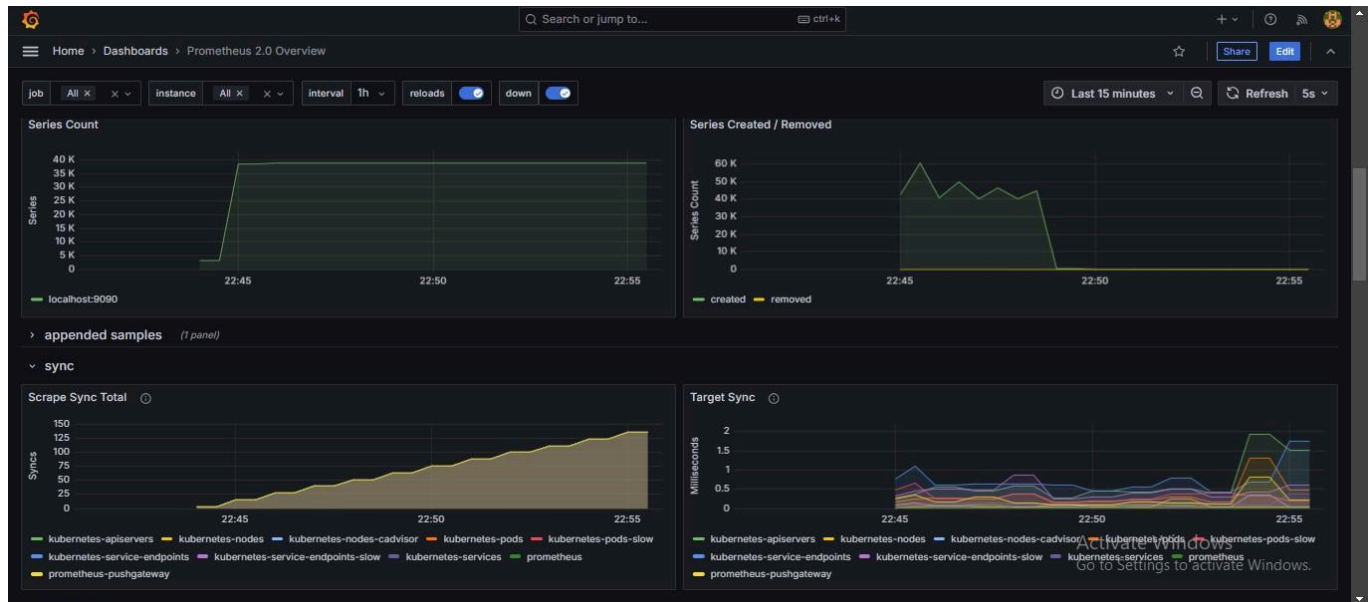 Search or jump to... ctrl+k
Home › Dashboards › Prometheus 2.0 Overview Share Edit
job All × instance All × interval 1h reloads down Last 15 minutes Refresh 5s
Series Count
40 K
35 K
30 K
25 K
20 K
15 K
10 K
5 K
0
Series
22:45 22:50 22:55
localhost:9090
Series Created / Removed
60 K
50 K
40 K
30 K
20 K
10 K
0
Series Count
22:45 22:50 22:55
created removed
appended samples (1 panel)
sync
Scrape Sync Total
150
125
100
75
50
25
0
Syncs
22:45 22:50 22:55
kubernetes-apiservers kubernetes-nodes kubernetes-nodes-cadvisor kubernetes-pods kubernetes-pods-slow
kubernetes-service-endpoints kubernetes-service-endpoints-slow kubernetes-services prometheus
prometheus-pushgateway
Target Sync
2
1.5
1
0.5
0
Milliseconds
22:45 22:50 22:55
kubernetes-apiservers kubernetes-nodes kubernetes-nodes-cadvisor kubernetes-pods kubernetes-pods-slow
kubernetes-service-endpoints kubernetes-service-endpoints-slow kubernetes-services prometheus
prometheus-pushgateway
Activate Windows
Go to Settings to activate Windows.